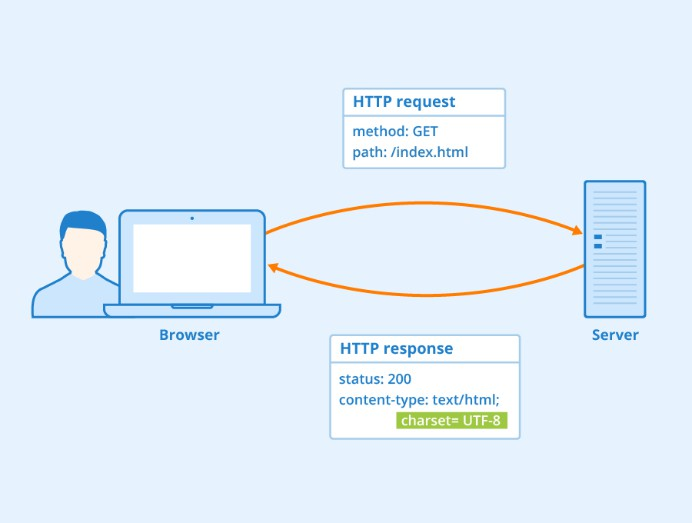 HTTP request
method: GET
path: /index.html
Browser
Server
HTTP response
status: 200
content-type: text/html;
charset= UTF-8